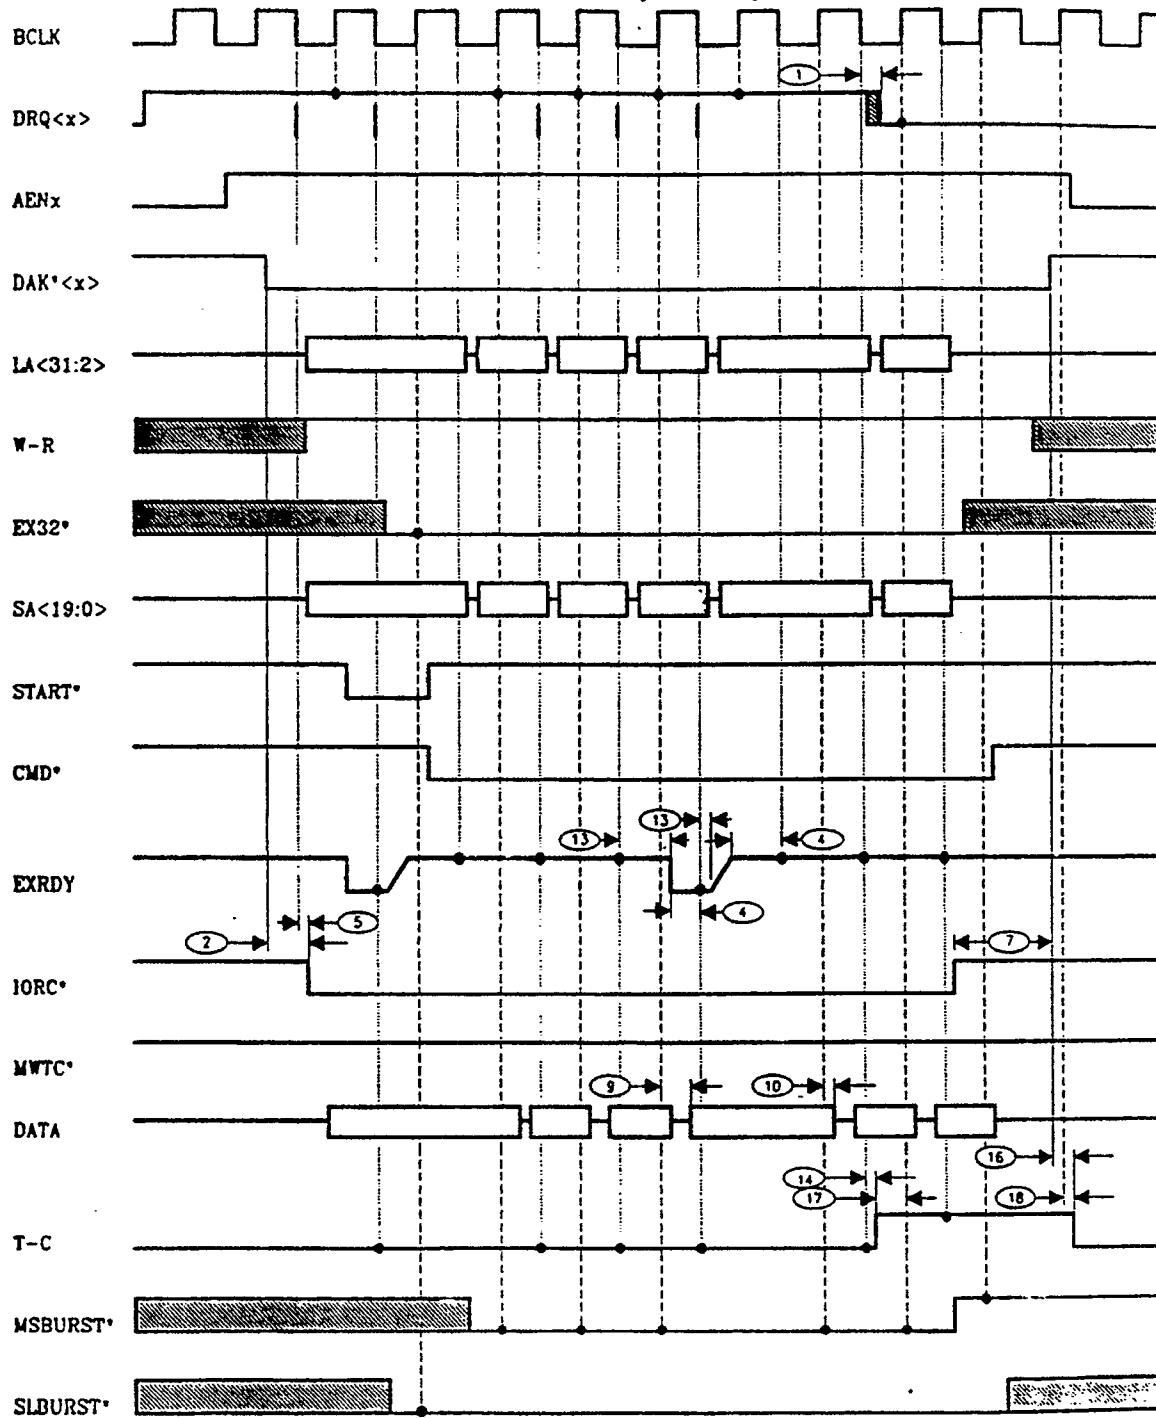 BCLK
1
DRQ<x>
AENx
DAK*<x>
LA<31:2>
W-R
EX32*
SA<19:0>
START*
CMD*
13
13
4
EXRDY
4
5
2
7
IORC*
MWTC*
9
10
DATA
16
14
17
18
T-C
MSBURST*
SLBURST*